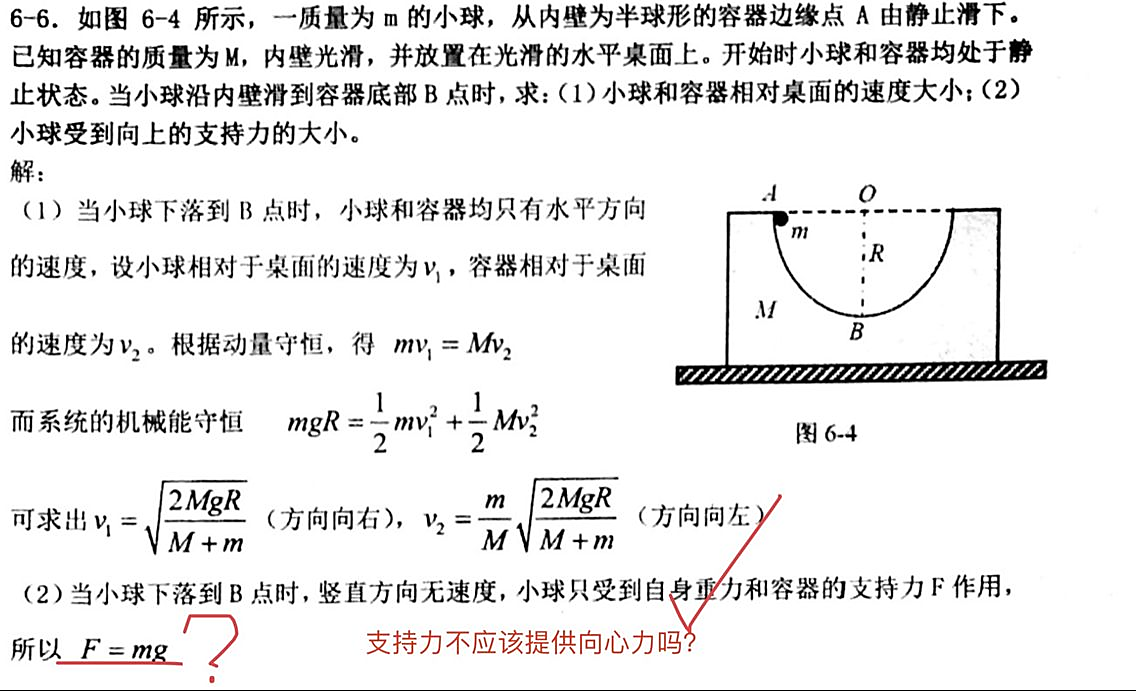 6-6. 如图 6-4 所示，一质量为 m 的小球，从内壁为半球形的容器边缘点 A 由静止滑下。
已知容器的质量为M，内壁光滑，并放置在光滑的水平桌面上。开始时小球和容器均处于静
止状态。当小球沿内壁滑到容器底部 B 点时，求：（1）小球和容器相对桌面的速度大小；（2）
小球受到向上的支持力的大小。
解：
（1）当小球下落到 B 点时，小球和容器均只有水平方向
的速度，设小球相对于桌面的速度为 v₁，容器相对于桌面
的速度为 v₂。根据动量守恒，得 mv₁ = Mv₂
而系统的机械能守恒 mgR = 1/2 mv₁² + 1/2 Mv₂²
可求出 v₁ = √(2MgR/(M+m))（方向向右），v₂ = m/M √(2MgR/(M+m))（方向向左）
（2）当小球下落到 B 点时，竖直方向无速度，小球只受到自身重力和容器的支持力 F 作用，
所以 F = mg ?
支持力不应该提供向心力吗?
A O
m
R
M
B
图 6-4